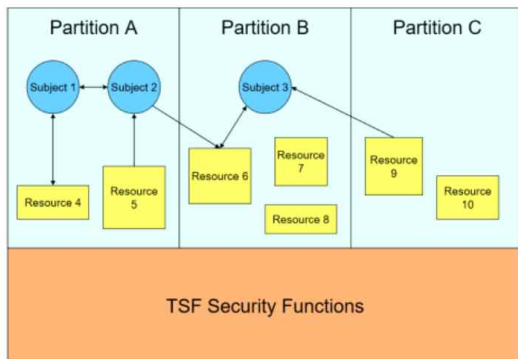 Partition A
Partition B
Partition C
Subject 1
Subject 2
Subject 3
Resource 4
Resource
5
Resource 6
Resource
7
Resource 8
Resource
9
Resource
10
TSF Security Functions